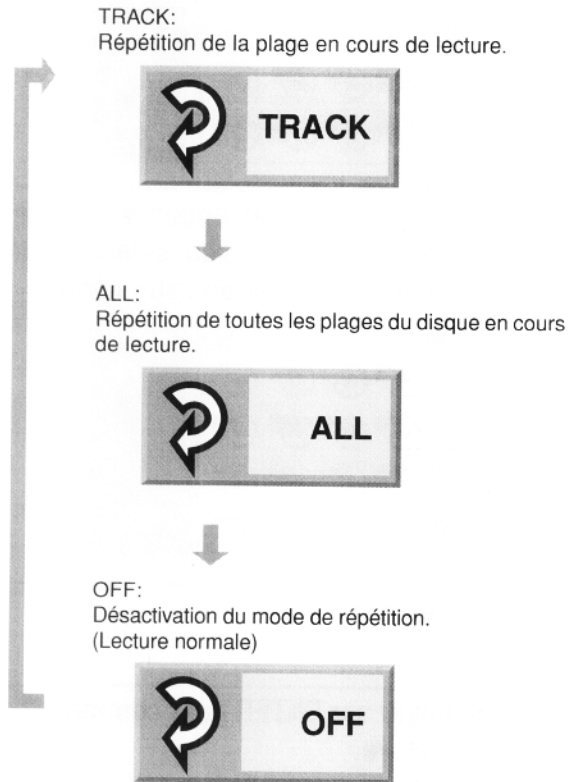 TRACK:
Répétition de la plage en cours de lecture.
TRACK
ALL:
Répétition de toutes les plages du disque en cours
de lecture.
ALL
OFF:
Désactivation du mode de répétition.
(Lecture normale)
OFF